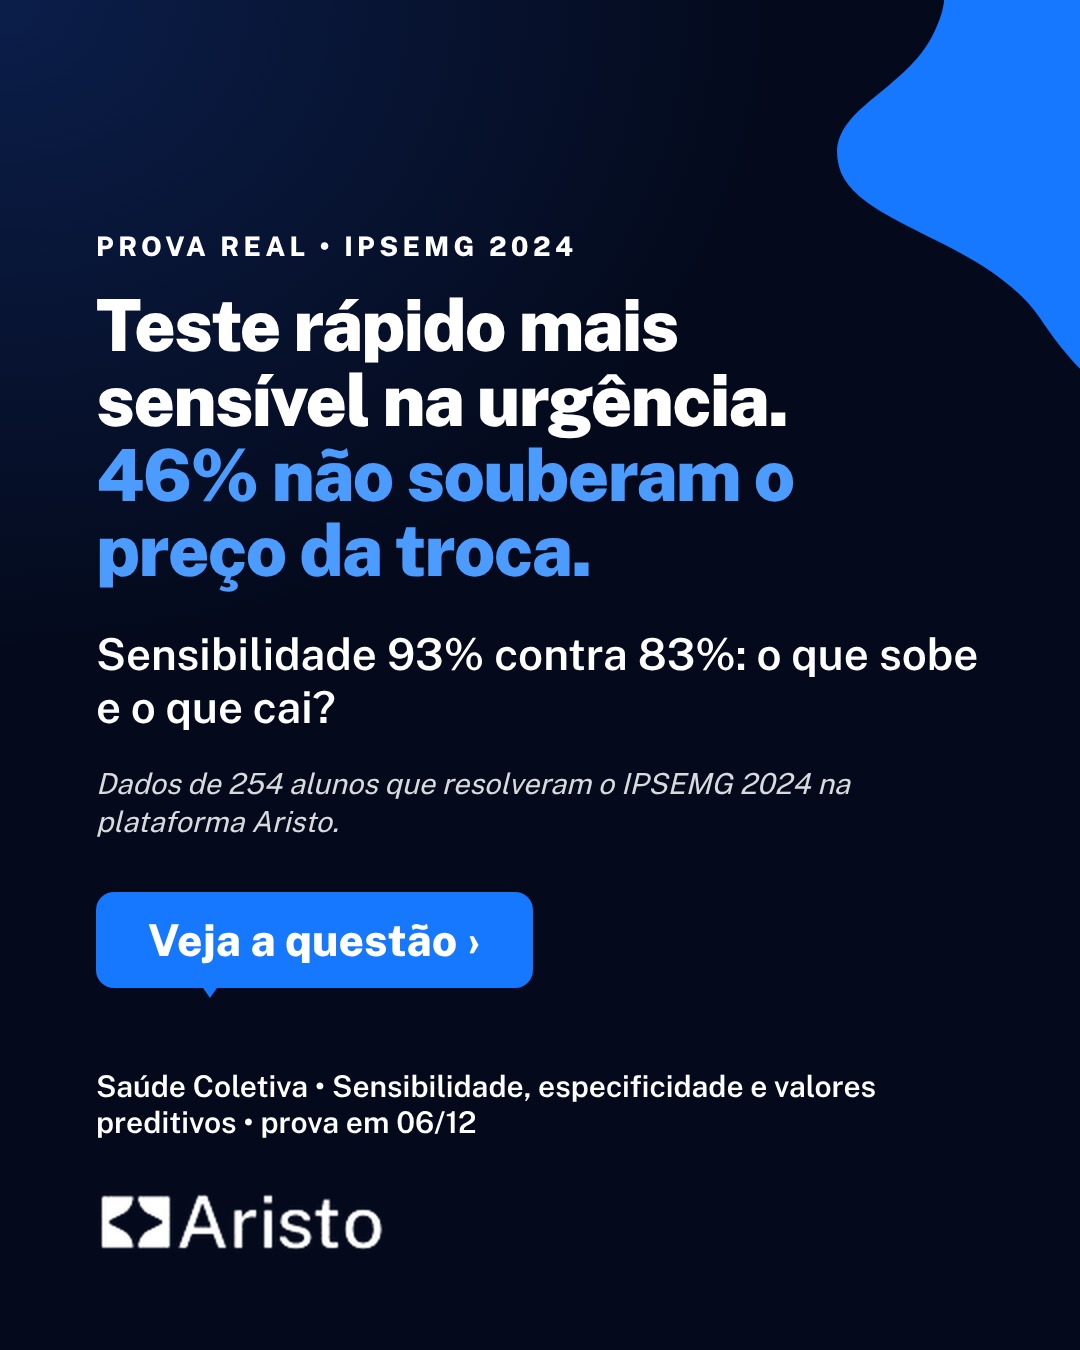 PROVA REAL • IPSEMG 2024
Teste rápido mais
sensível na urgência.
46% não souberam o
preço da troca.
Sensibilidade 93% contra 83%: o que sobe
e o que cai?
Dados de 254 alunos que resolveram o IPSEMG 2024 na
plataforma Aristo.
Veja a questão ›
Saúde Coletiva • Sensibilidade, especificidade e valores
preditivos • prova em 06/12
Aristo